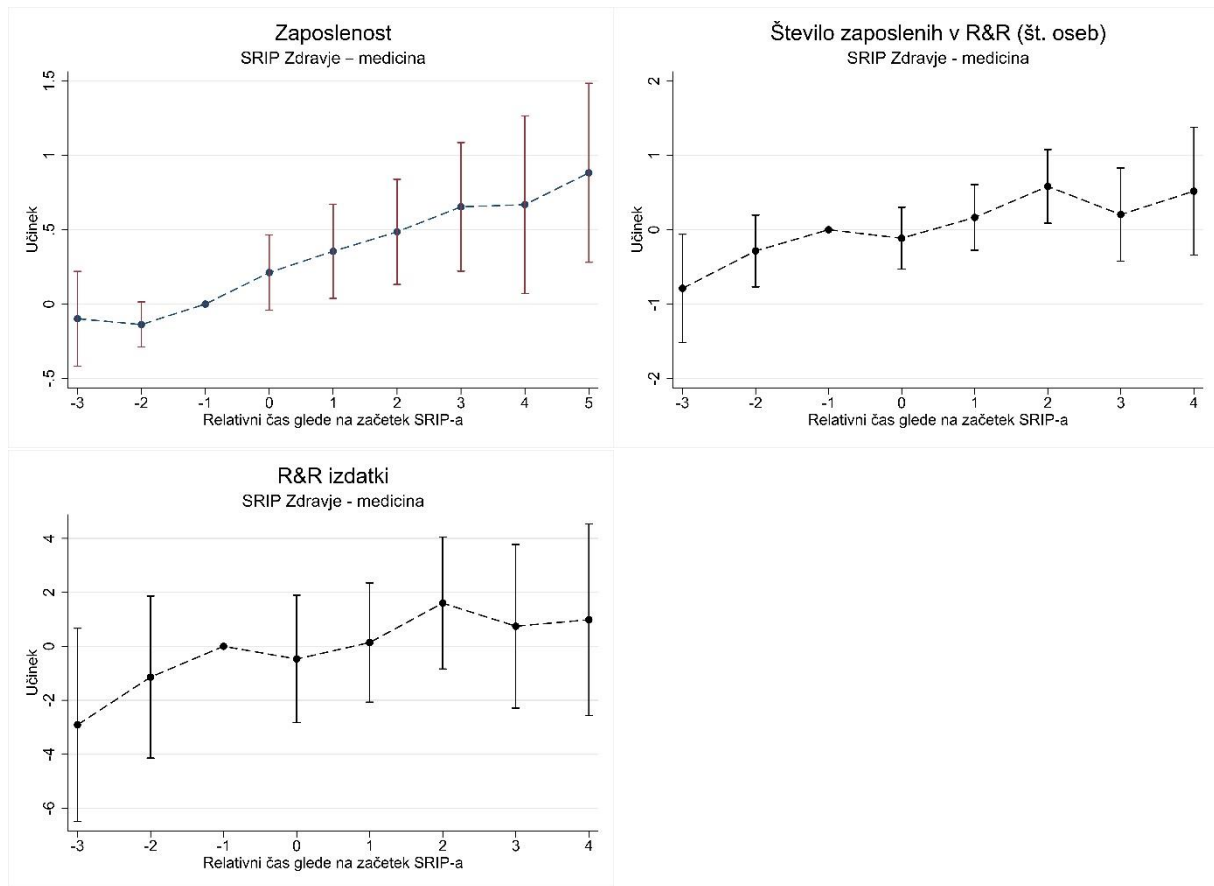 Zaposlenost
SRIP Zdravje – medicina
Učinek
1.5
1
.5
0
-.5
-3 -2 -1 0 1 2 3 4 5
Relativni čas glede na začetek SRIP-a
Število zaposlenih v R&R (št. oseb)
SRIP Zdravje - medicina
Učinek
2
1
0
-1
-2
-3 -2 -1 0 1 2 3 4
Relativni čas glede na začetek SRIP-a
R&R izdatki
SRIP Zdravje - medicina
Učinek
4
2
0
-2
-4
-6
-3 -2 -1 0 1 2 3 4
Relativni čas glede na začetek SRIP-a